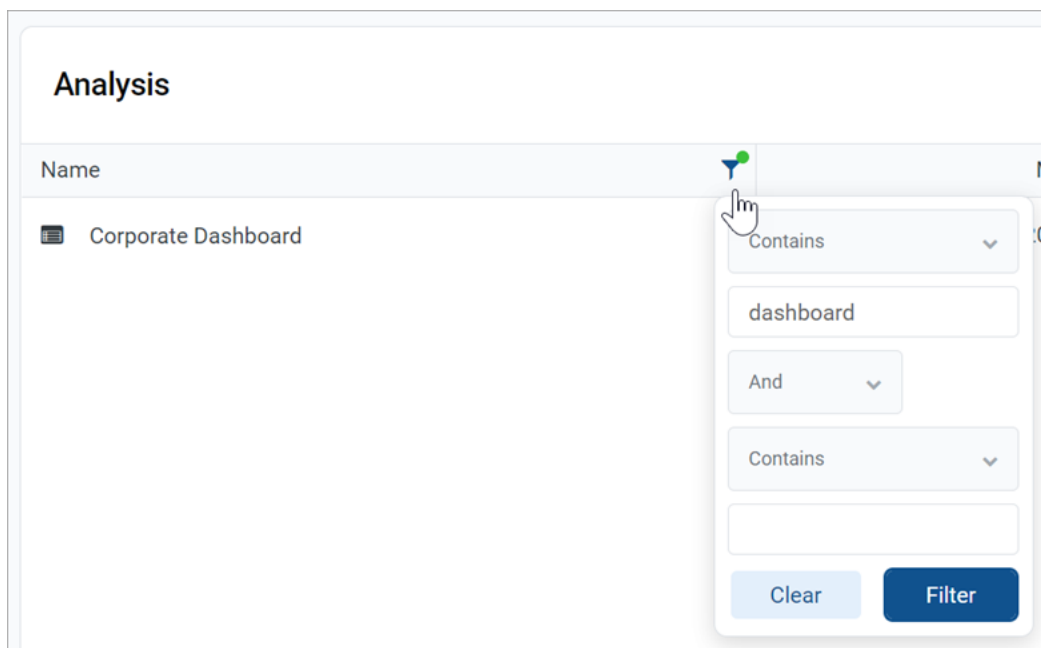 Analysis
Name
Corporate Dashboard
Contains
dashboard
And
Contains
Clear
Filter